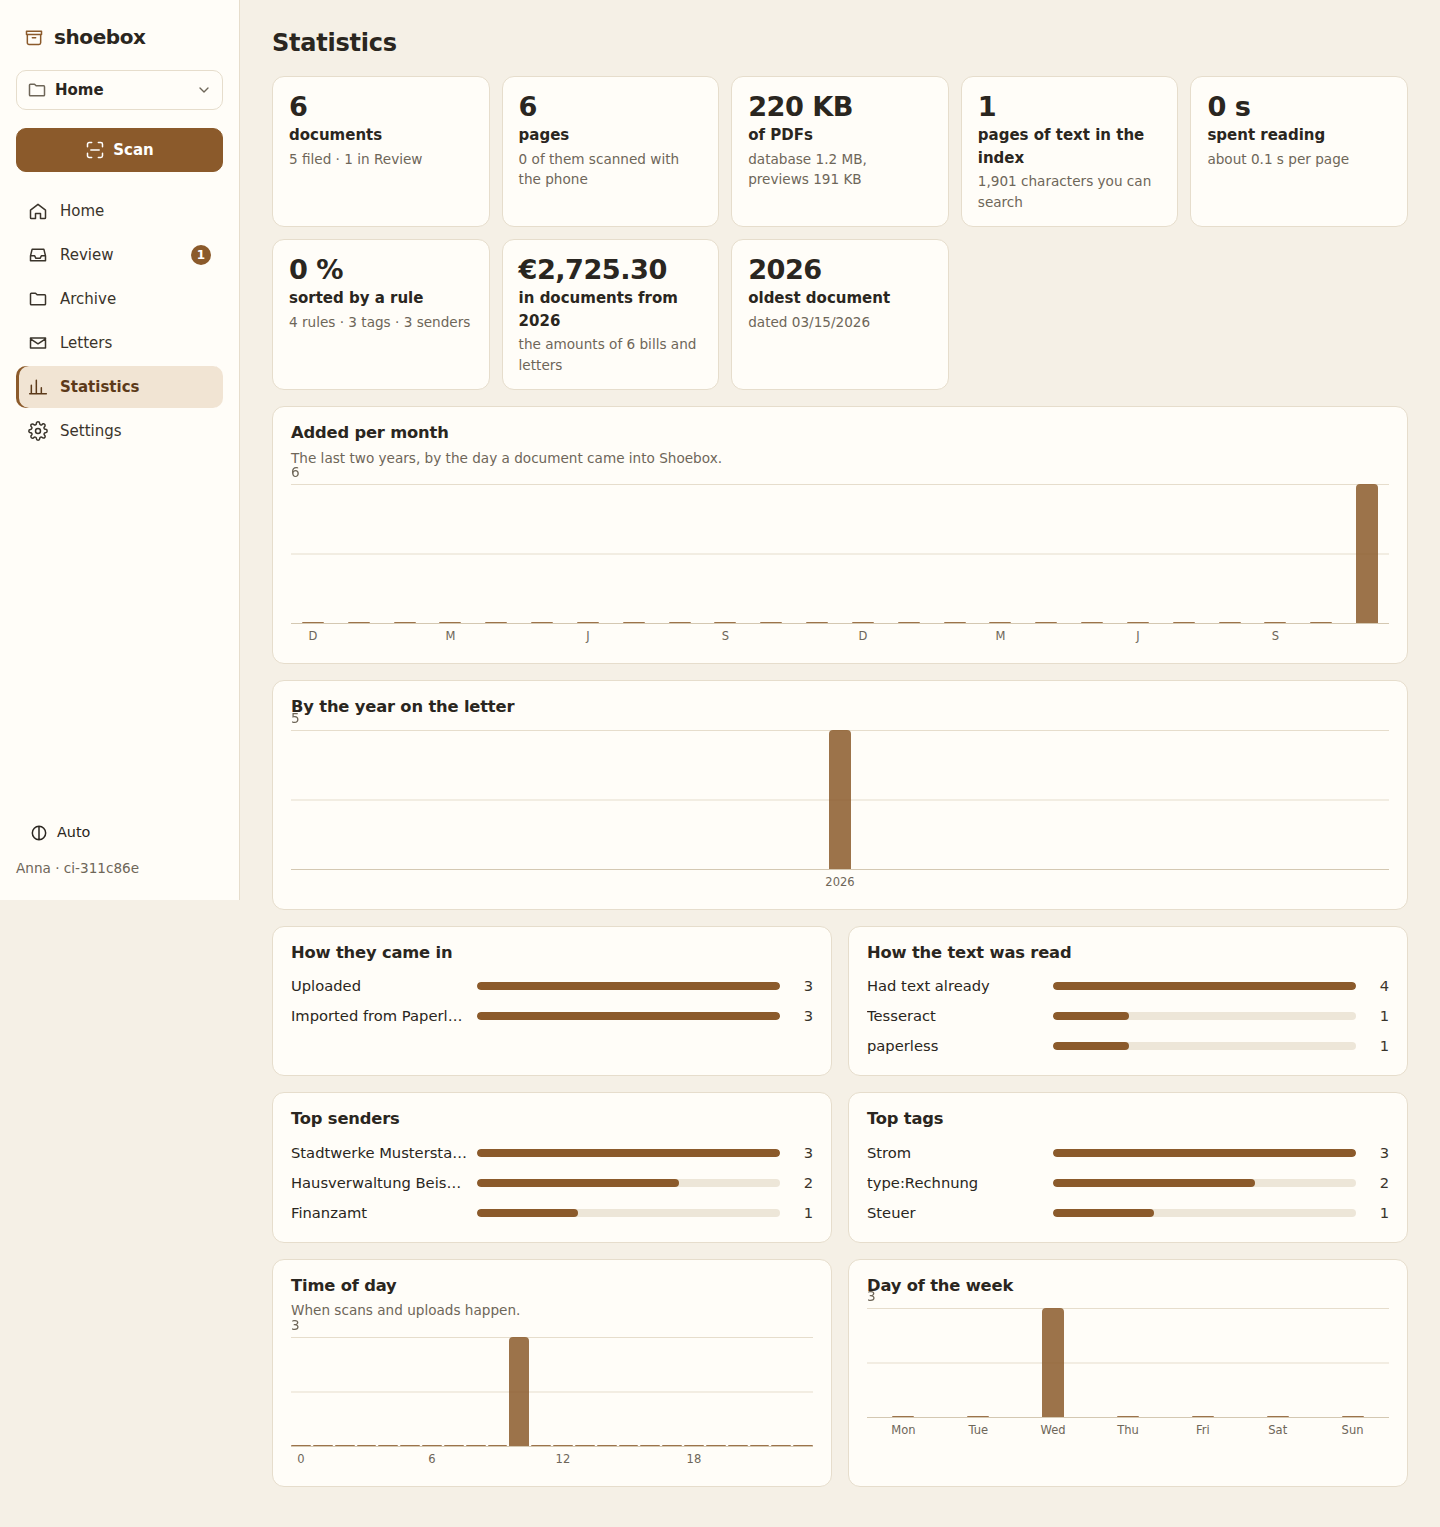 shoebox
Home
Scan
Home
Review 1
Archive
Letters
Statistics
Settings
Auto
Anna · ci-311c86e
Statistics
6
documents
5 filed · 1 in Review
6
pages
0 of them scanned with
the phone
220 KB
of PDFs
database 1.2 MB,
previews 191 KB
1
pages of text in the
index
1,901 characters you can
search
0 s
spent reading
about 0.1 s per page
0 %
sorted by a rule
4 rules · 3 tags · 3 senders
€2,725.30
in documents from
2026
the amounts of 6 bills and
letters
2026
oldest document
dated 03/15/2026
Added per month
The last two years, by the day a document came into Shoebox.
6
D M J S D M J S
By the year on the letter
5
2026
How they came in
Uploaded 3
Imported from Paperl… 3
How the text was read
Had text already 4
Tesseract 1
paperless 1
Top senders
Stadtwerke Mustersta… 3
Hausverwaltung Beis… 2
Finanzamt 1
Top tags
Strom 3
type:Rechnung 2
Steuer 1
Time of day
When scans and uploads happen.
3
0 6 12 18
Day of the week
3
Mon Tue Wed Thu Fri Sat Sun